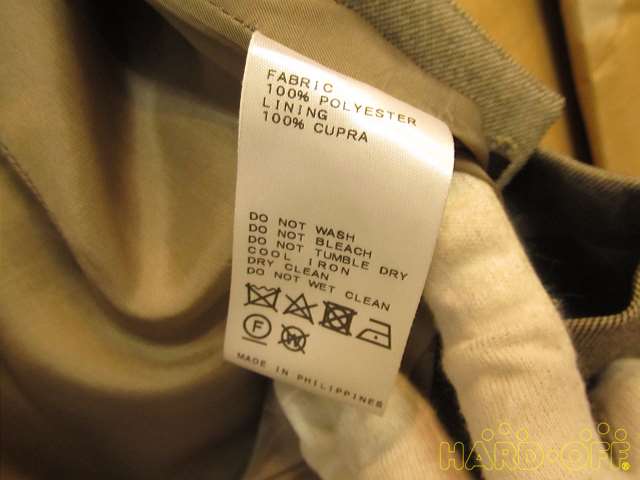 FABRIC
100% POLYESTER
LINING
100% CUPRA
DO NOT WASH
DO NOT BLEACH
DO NOT TUMBLE DRY
COOL IRON
DRY CLEAN
DO NOT WET CLEAN
F W
MADE IN PHILIPPINES
HARD·OFF®